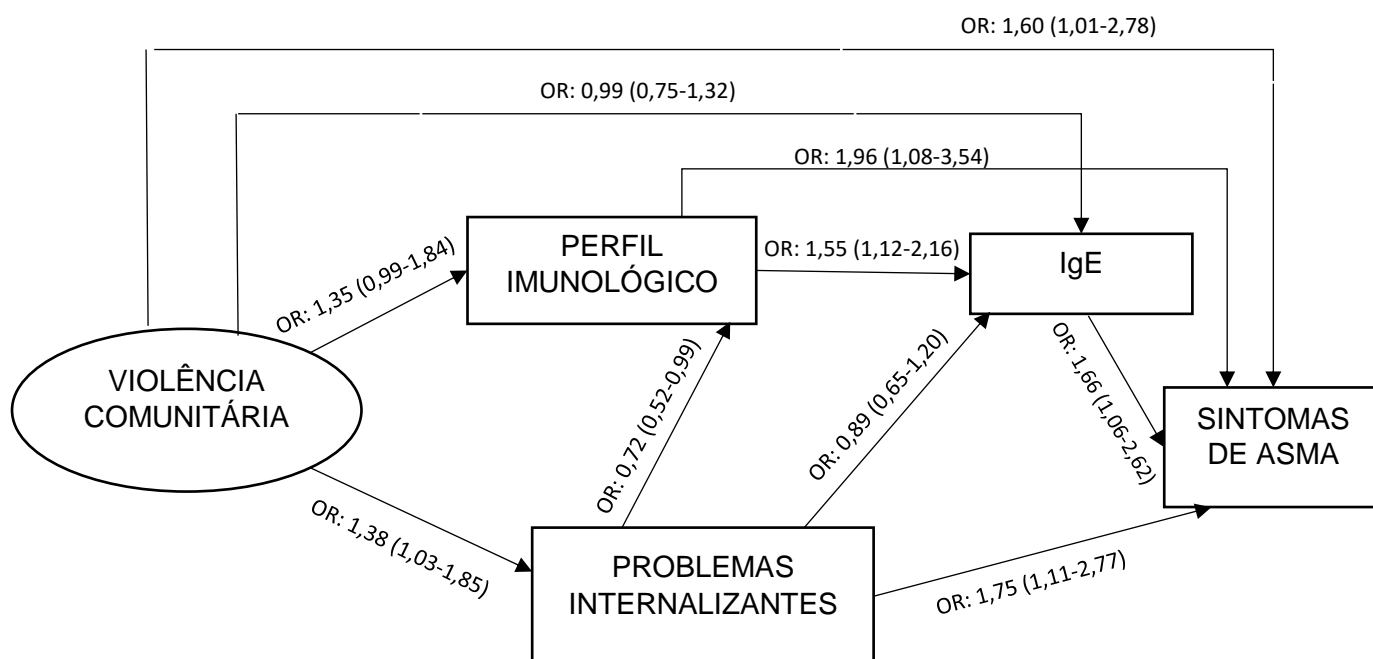 OR: 1,60 (1,01-2,78)
OR: 0,99 (0,75-1,32)
OR: 1,96 (1,08-3,54)
PERFIL
IMUNOLÓGICO
OR: 1,55 (1,12-2,16)
IgE
OR: 1,35 (0,99-1,84)
VIOLÊNCIA
COMUNITÁRIA
OR: 0,72 (0,52-0,99)
OR: 0,89 (0,65-1,20)
OR: 1,66 (1,06-2,62)
SINTOMAS
DE ASMA
OR: 1,38 (1,03-1,85)
PROBLEMAS
INTERNALIZANTES
OR: 1,75 (1,11-2,77)